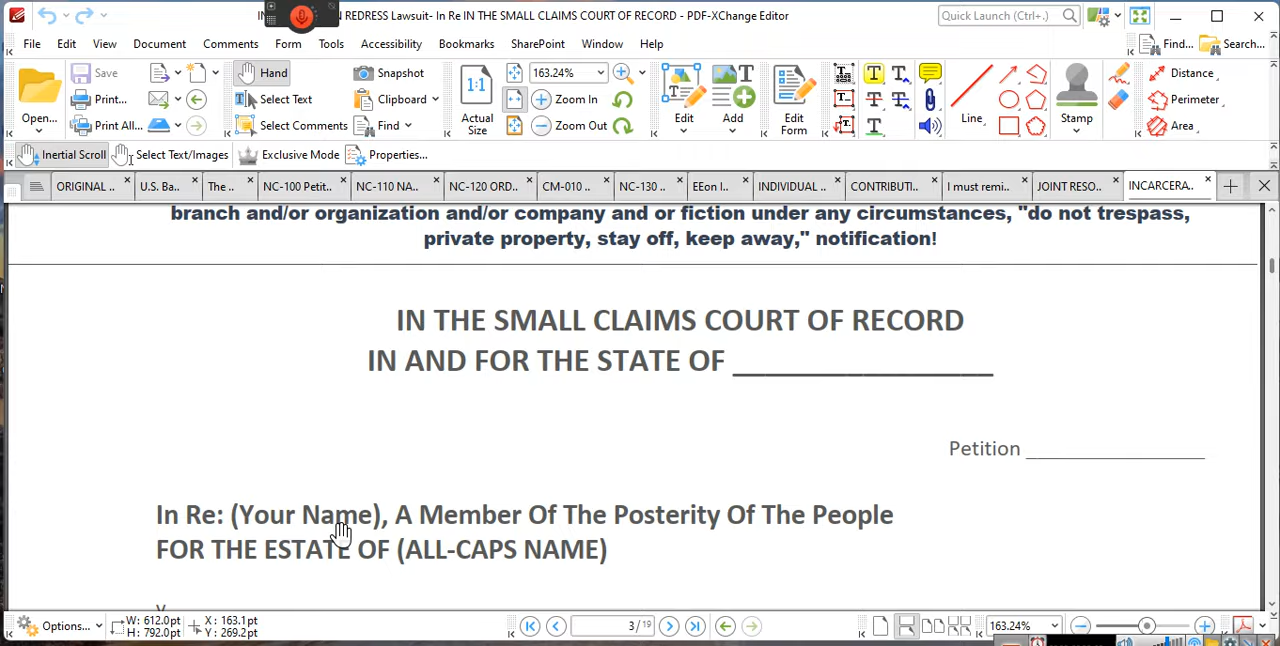 IN
N REDRESS Lawsuit- In Re IN THE SMALL CLAIMS COURT OF RECORD - PDF-XChange Editor
Quick Launch (Ctrl+.)
File Edit View Document Comments Form Tools Accessibility Bookmarks SharePoint Window Help
Find... Search...
Open... Save Print... Print All...
Hand Select Text Select Comments
Snapshot Clipboard Find
1:1 Actual Size
163.24% Zoom In Zoom Out
Edit Add Edit Form
Line Stamp
Distance Perimeter Area
Inertial Scroll Select Text/Images Exclusive Mode Properties...
ORIGINAL .. U.S. Ba.. The .. NC-100 Petit.. NC-110 NA.. NC-120 ORD.. CM-010 .. NC-130 .. EEon I.. INDIVIDUAL .. CONTRIBUTI.. I must remi.. JOINT RESO.. INCARCERA..
branch and/or organization and/or company and or fiction under any circumstances, "do not trespass,
private property, stay off, keep away," notification!
IN THE SMALL CLAIMS COURT OF RECORD
IN AND FOR THE STATE OF _________________
Petition _________________
In Re: (Your Name), A Member Of The Posterity Of The People
FOR THE ESTATE OF (ALL-CAPS NAME)
Options... W: 612.0pt X: 163.1pt 3 / 19 163.24%
H: 792.0pt Y: 269.2pt